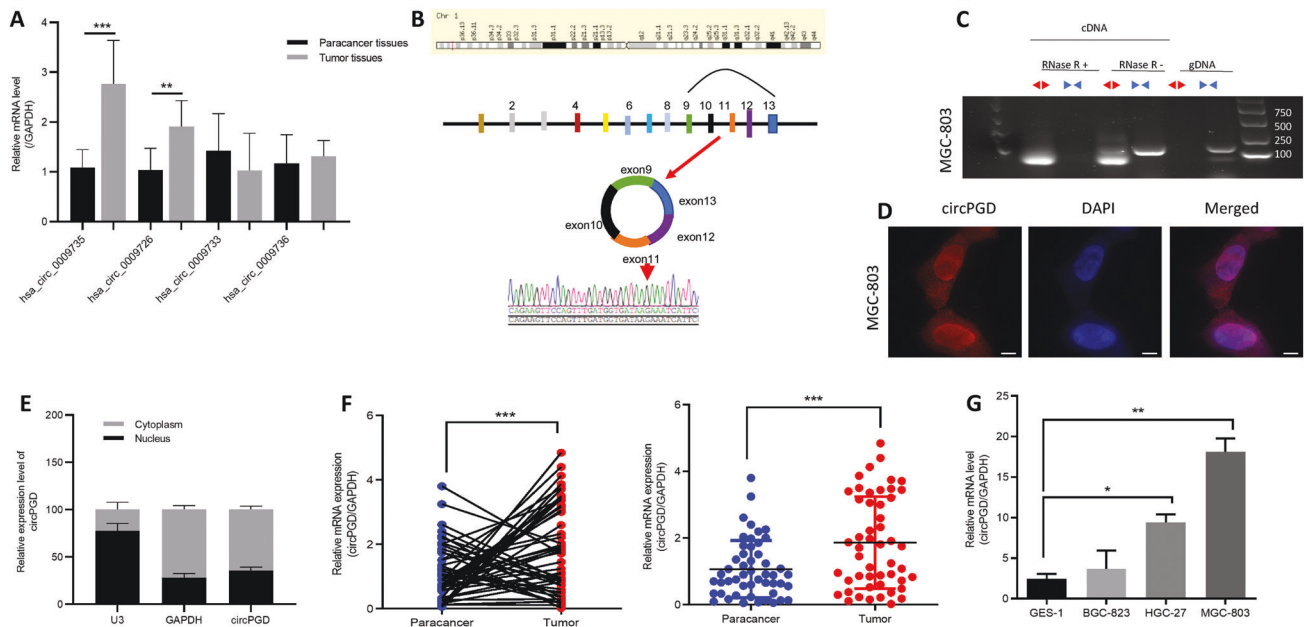 A
Relative mRNA level
(/GAPDH)
4
3
2
1
0
***
**
Paracancer tissues
Tumor tissues
hsa_circ_0009735
hsa_circ_0009726
hsa_circ_0009733
hsa_circ_0009736
B
Chr 1
2
4
6
8
9
10
11
12
13
exon9
exon13
exon10
exon12
exon11
CAGAAGTTCCAGTTTGATGGTGATAAGAAATCATTC
CAGAAGTTCCAGTTTGATGGTGATAAGAAATCATTC
C
cDNA
RNase R +
RNase R -
gDNA
MGC-803
750
500
250
100
D
circPGD
DAPI
Merged
MGC-803
E
Relative expression level of
circPGD
200
150
100
50
0
Cytoplasm
Nucleus
U3
GAPDH
circPGD
F
Relative mRNA expression
(circPGD/GAPDH)
6
4
2
0
***
Paracancer
Tumor
Relative mRNA expression
(circPGD/GAPDH)
6
4
2
0
***
Paracancer
Tumor
G
Relative mRNA level
(circPGD/GAPDH)
25
20
15
10
5
0
**
*
GES-1
BGC-823
HGC-27
MGC-803